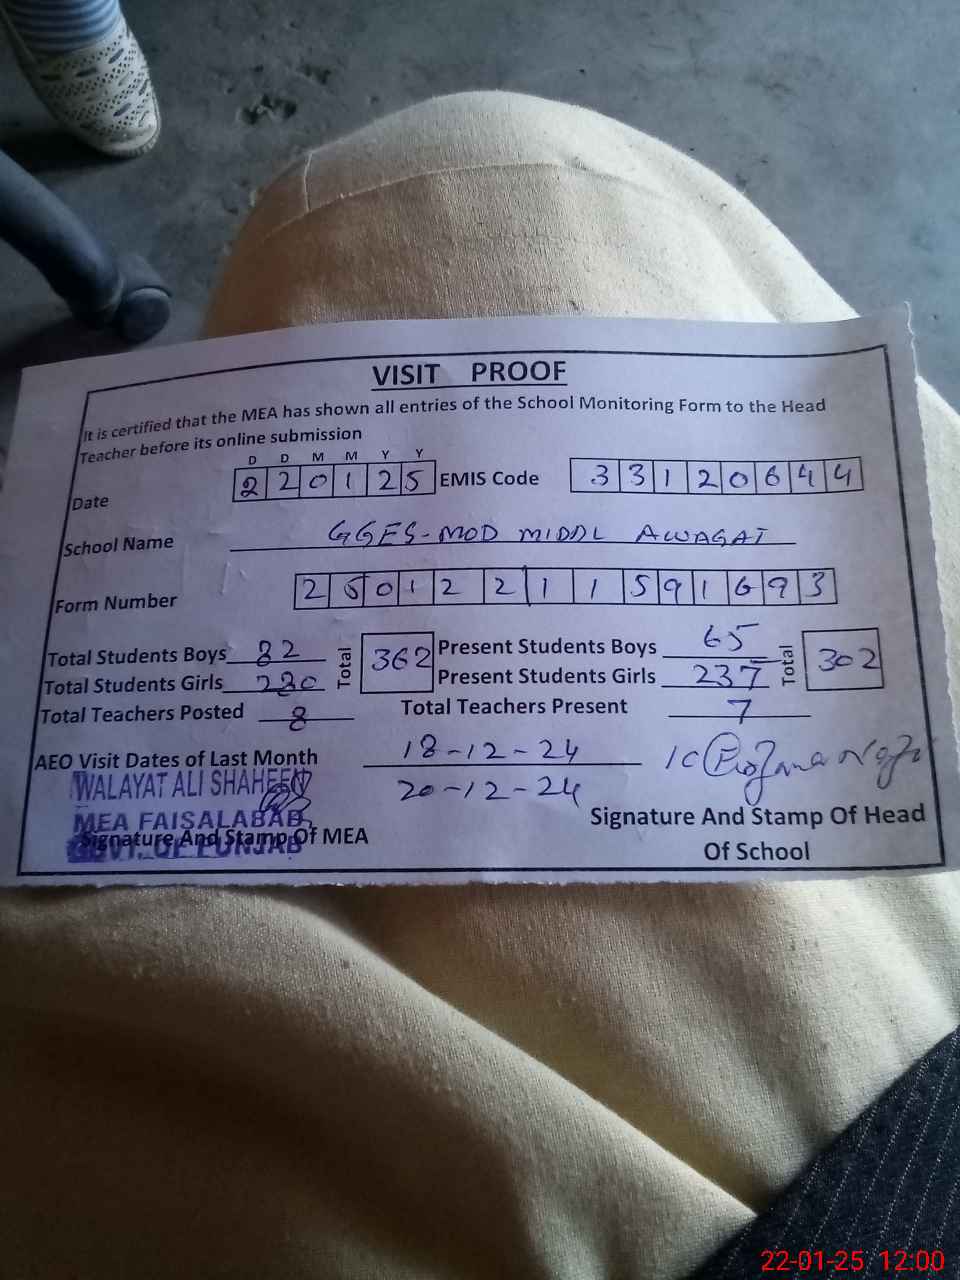 VISIT PROOF
It is certified that the MEA has shown all entries of the School Monitoring Form to the Head
Teacher before its online submission
D D M M Y Y
Date 2 2 0 1 2 5 EMIS Code 3 3 1 2 0 6 4 4
School Name GGES-MOD MIDDL AWAGAT
Form Number 2 5 0 1 2 2 1 1 5 9 1 6 9 3
Total Students Boys 82 Total 362 Present Students Boys 65 Total 302
Total Students Girls 280 Present Students Girls 237
Total Teachers Posted 8 Total Teachers Present 7
AEO Visit Dates of Last Month 18-12-24
20-12-24
WALAYAT ALI SHAHEEN
MEA FAISALABAD
GOVT. OF PUNJAB
Signature And Stamp Of MEA
Signature And Stamp Of Head
Of School
22-01-25 12:00